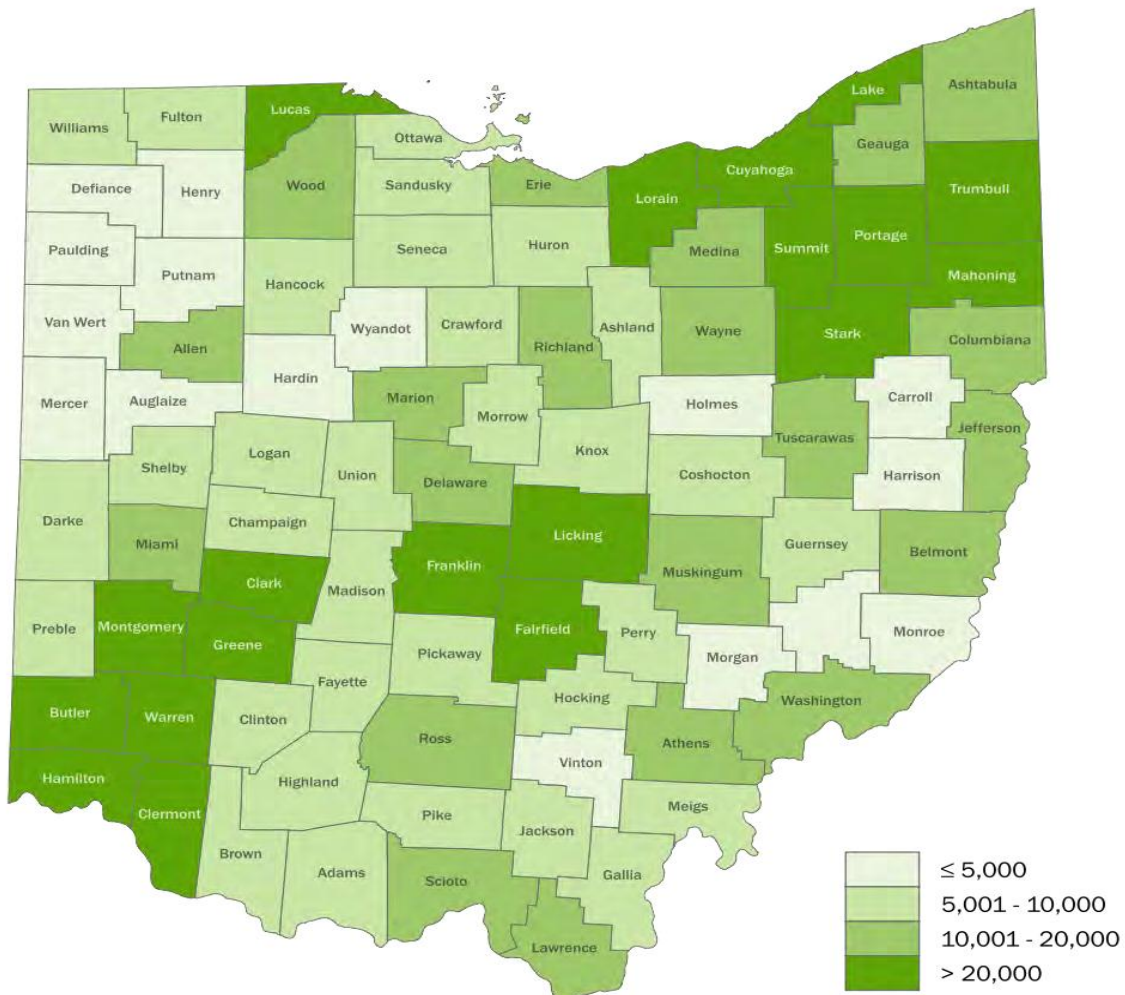 Lake
Ashtabula
Lucas
Fulton
Williams
Ottawa
Geauga
Cuyahoga
Wood
Sandusky
Erie
Defiance
Henry
Lorain
Trumbull
Portage
Summit
Paulding
Seneca
Huron
Medina
Putnam
Mahoning
Hancock
Van Wert
Wyandot
Crawford
Ashland
Wayne
Stark
Columbiana
Allen
Richland
Hardin
Mercer
Auglaize
Marion
Morrow
Holmes
Carroll
Jefferson
Tuscarawas
Logan
Knox
Shelby
Union
Coshocton
Harrison
Delaware
Darke
Champaign
Licking
Miami
Guernsey
Belmont
Franklin
Muskingum
Clark
Madison
Preble
Montgomery
Fairfield
Perry
Monroe
Greene
Pickaway
Morgan
Fayette
Hocking
Washington
Butler
Warren
Clinton
Ross
Athens
Vinton
Hamilton
Highland
Clermont
Pike
Meigs
Jackson
Brown
Adams
Scioto
Gallia
Lawrence
≤ 5,000
5,001 - 10,000
10,001 - 20,000
> 20,000